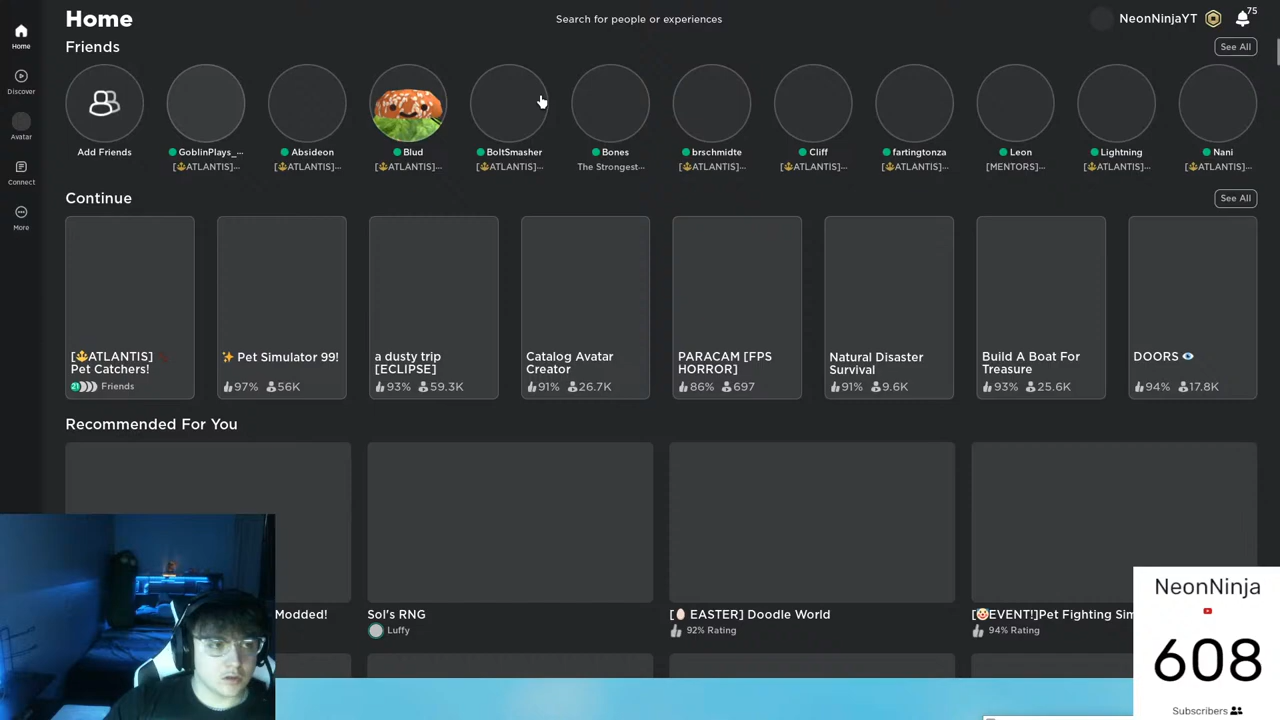 Home
Search for people or experiences
NeonNinjaYT
75
Home
Discover
Avatar
Connect
More
Friends
See All
Add Friends
GoblinPlays_...
[🔱ATLANTIS]...
Absideon
[🔱ATLANTIS]...
Blud
[🔱ATLANTIS]...
BoltSmasher
[🔱ATLANTIS]...
Bones
The Strongest...
brschmidte
[🔱ATLANTIS]...
Cliff
[🔱ATLANTIS]...
fartingtonza
[🔱ATLANTIS]...
Leon
[MENTORS]...
Lightning
[🔱ATLANTIS]...
Nani
[🔱ATLANTIS]...
Continue
See All
[🔱ATLANTIS]
Pet Catchers!
21 Friends
✨ Pet Simulator 99!
97% 56K
a dusty trip
[ECLIPSE]
93% 59.3K
Catalog Avatar
Creator
91% 26.7K
PARACAM [FPS
HORROR]
86% 697
Natural Disaster
Survival
91% 9.6K
Build A Boat For
Treasure
93% 25.6K
DOORS 👁️
94% 17.8K
Recommended For You
Modded!
Sol's RNG
Luffy
[🥚 EASTER] Doodle World
92% Rating
[🤡EVENT!]Pet Fighting Sim
94% Rating
NeonNinja
608
Subscribers